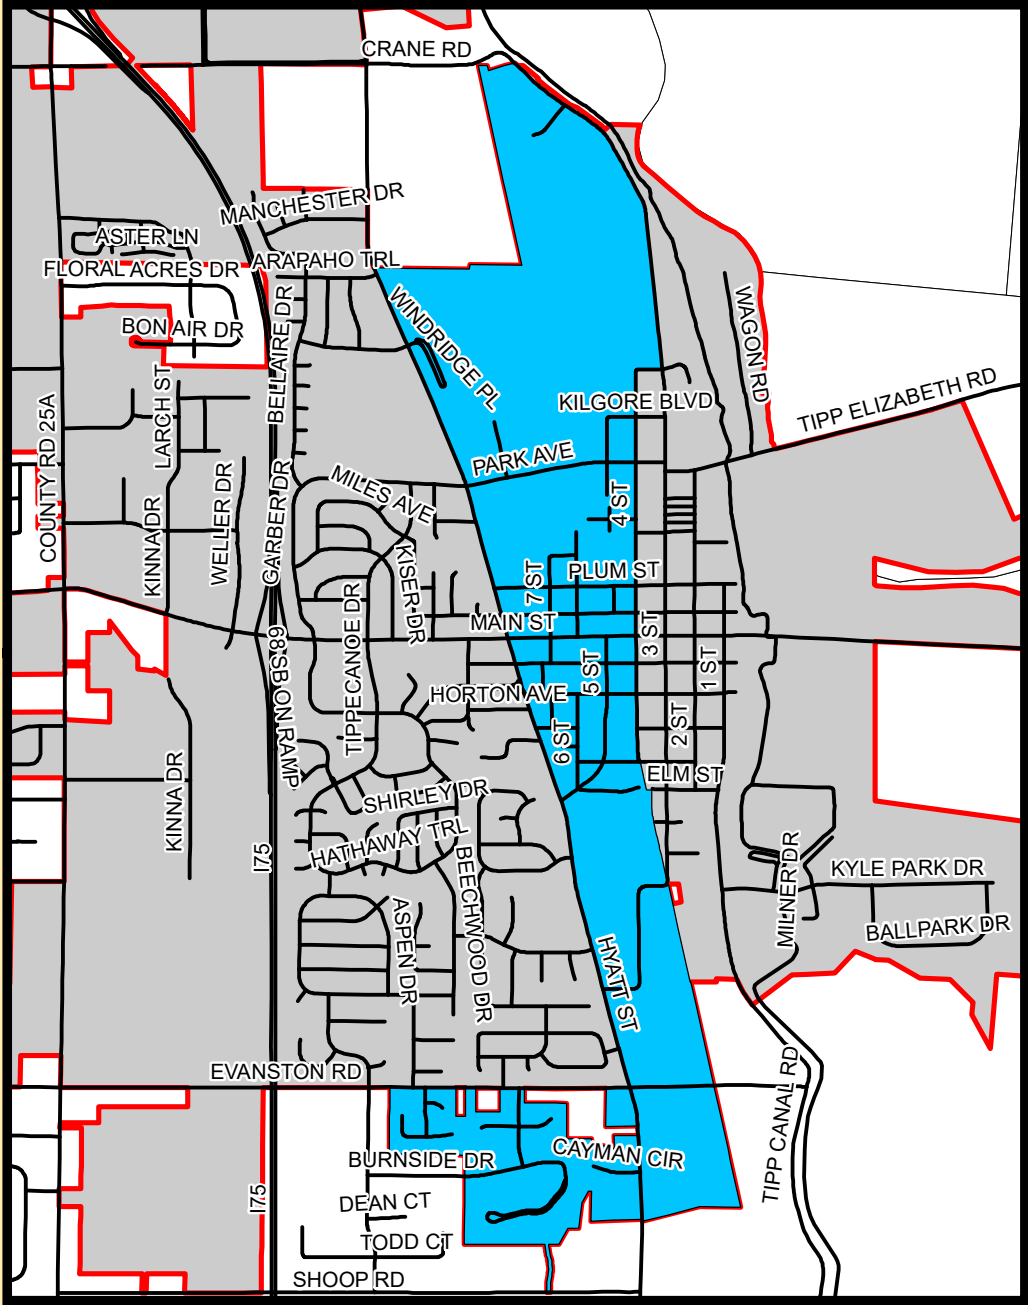 CRANE RD
MANCHESTER DR
ASTER LN
FLORAL ACRES DR
ARAPAHO TRL
BON AIR DR
BELLAIRE DR
WINDRIDGE PL
WAGON RD
LARCH ST
KILGORE BLVD
TIPP ELIZABETH RD
COUNTY RD 25A
PARK AVE
MILES AVE
4 ST
KINNA DR
WELLER DR
GARBER DR
KISER DR
7 ST
PLUM ST
TIPPECANOE DR
MAIN ST
3 ST
68 SB ON RAMP
5 ST
1 ST
HORTON AVE
2 ST
6 ST
KINNA DR
ELM ST
SHIRLEY DR
HATHAWAY TRL
I75
BEECHWOOD DR
MILNER DR
KYLE PARK DR
ASPEN DR
BALLPARK DR
HYATT ST
EVANSTON RD
TIPP CANAL RD
CAYMAN CIR
BURNSIDE DR
I75
DEAN CT
TODD CT
SHOOP RD